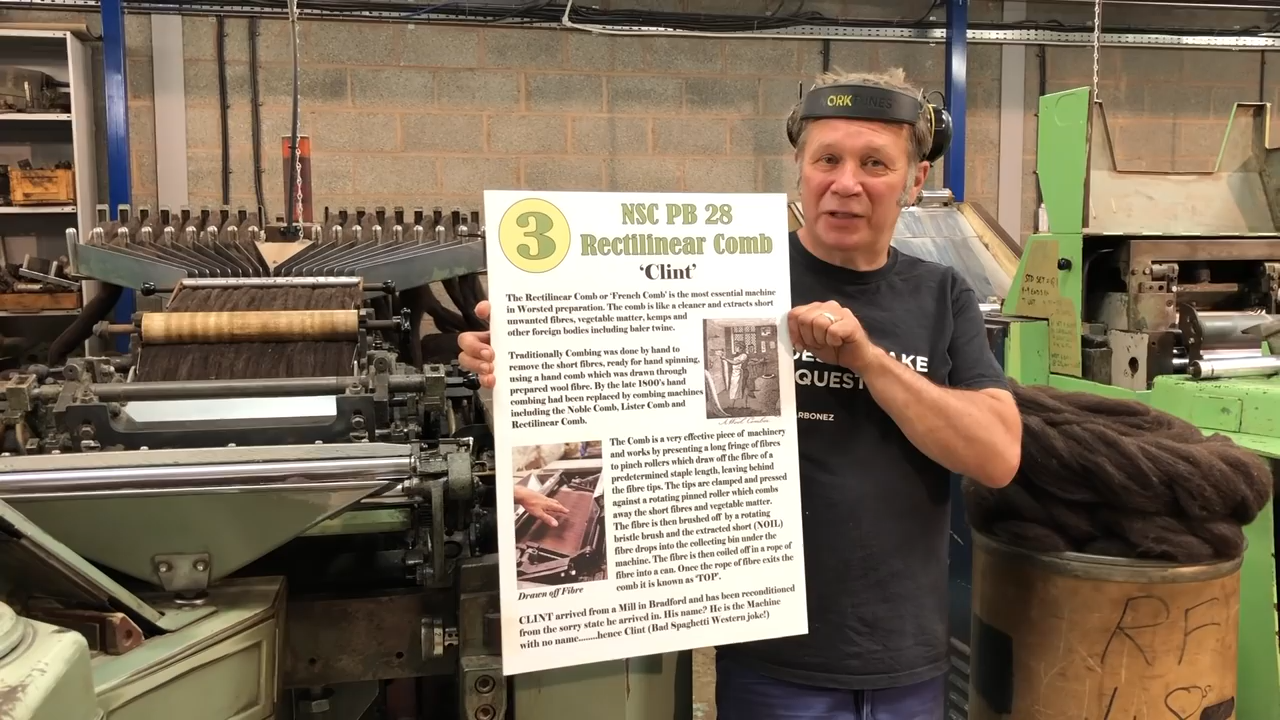 ORKTUNES
3
NSC PB 28
Rectilinear Comb
‘Clint’
The Rectilinear Comb or ‘French Comb’ is the most essential machine
in Worsted preparation. The comb is like a cleaner and extracts short
unwanted fibres, vegetable matter, kemps and
other foreign bodies including baler twine.
Traditionally Combing was done by hand to
remove the short fibres, ready for hand spinning,
using a hand comb which was drawn through
prepared wool fibre. By the late 1800’s hand
combing had been replaced by combing machines
including the Noble Comb, Lister Comb and
Rectilinear Comb.
A Wool Comber
The Comb is a very effective piece of machinery
and works by presenting a long fringe of fibres
to pinch rollers which draw off the fibre of a
predetermined staple length, leaving behind
the fibre tips. The tips are clamped and pressed
against a rotating pinned roller which combs
away the short fibres and vegetable matter.
The fibre is then brushed off by a rotating
bristle brush and the extracted short (NOIL)
fibre drops into the collecting bin under the
machine. The fibre is then coiled off in a rope of
fibre into a can. Once the rope of fibre exits the
comb it is known as ‘TOP’.
Drawn off Fibre
CLINT arrived from a Mill in Bradford and has been reconditioned
from the sorry state he arrived in. His name? He is the Machine
with no name........hence Clint (Bad Spaghetti Western joke!)
AKE
QUEST
ARBONEZ
RF